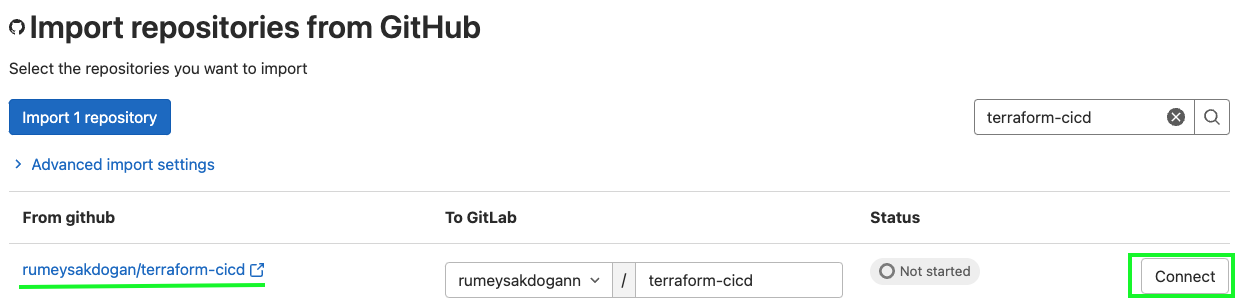 Import repositories from GitHub
Select the repositories you want to import
Import 1 repository
terraform-cicd
Advanced import settings
From github To GitLab Status
rumeysakdogan/terraform-cicd rumeysakdogann / terraform-cicd Not started Connect